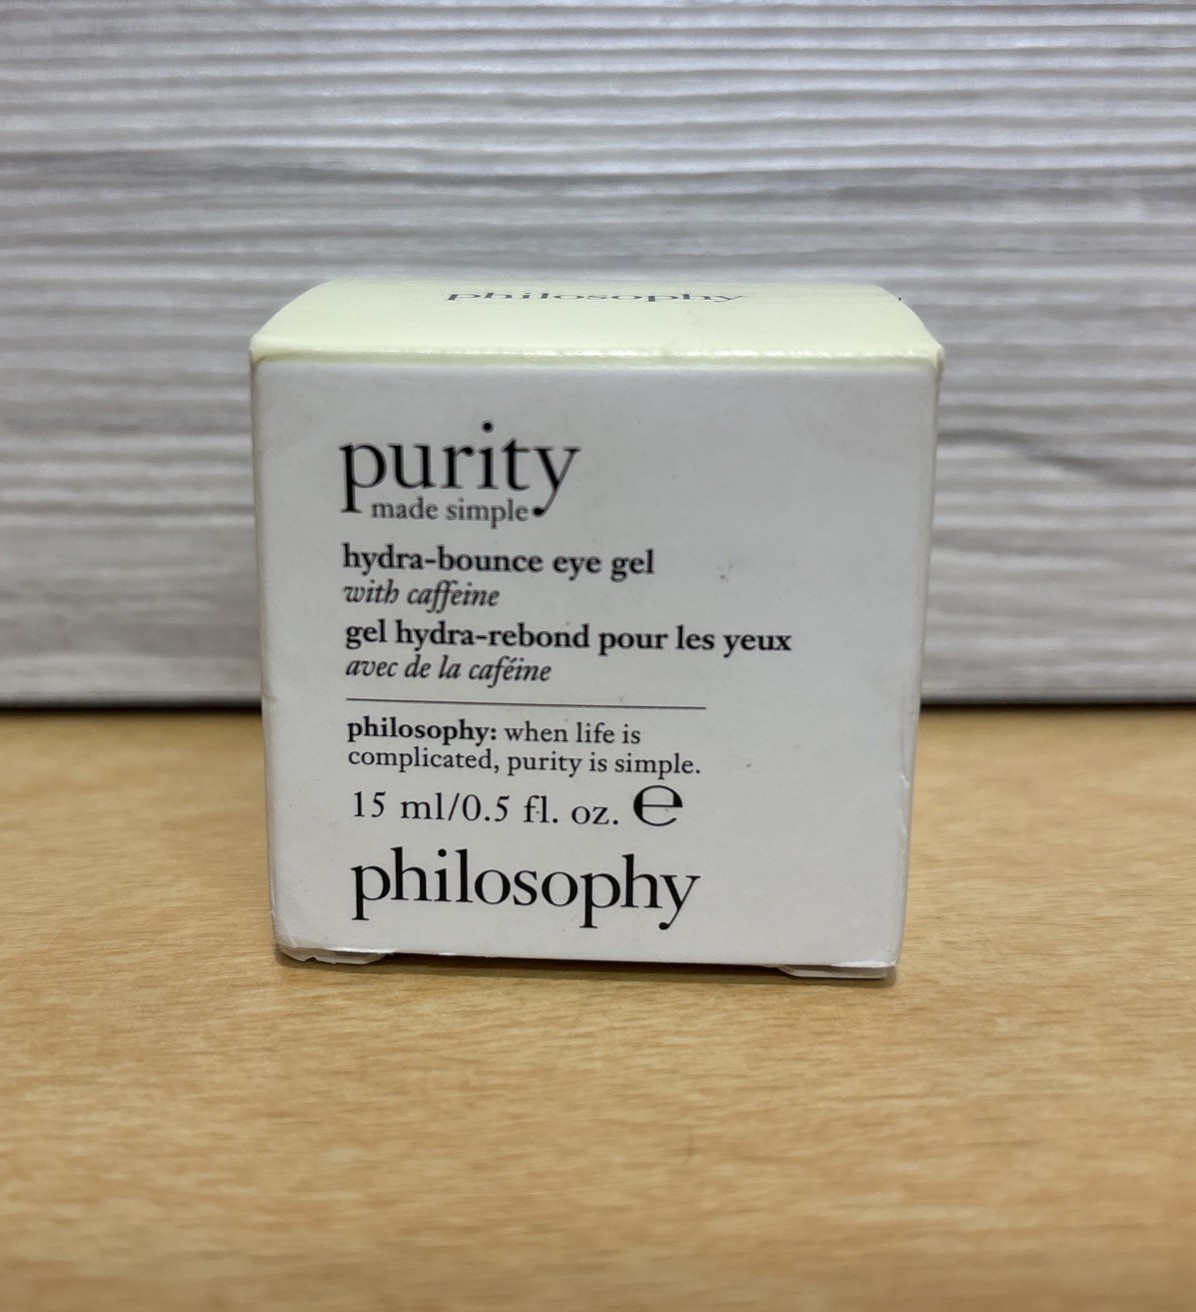 philosophy
purity
made simple
hydra-bounce eye gel
with caffeine
gel hydra-rebond pour les yeux
avec de la caféine
philosophy: when life is
complicated, purity is simple.
15 ml/0.5 fl. oz. ℮
philosophy